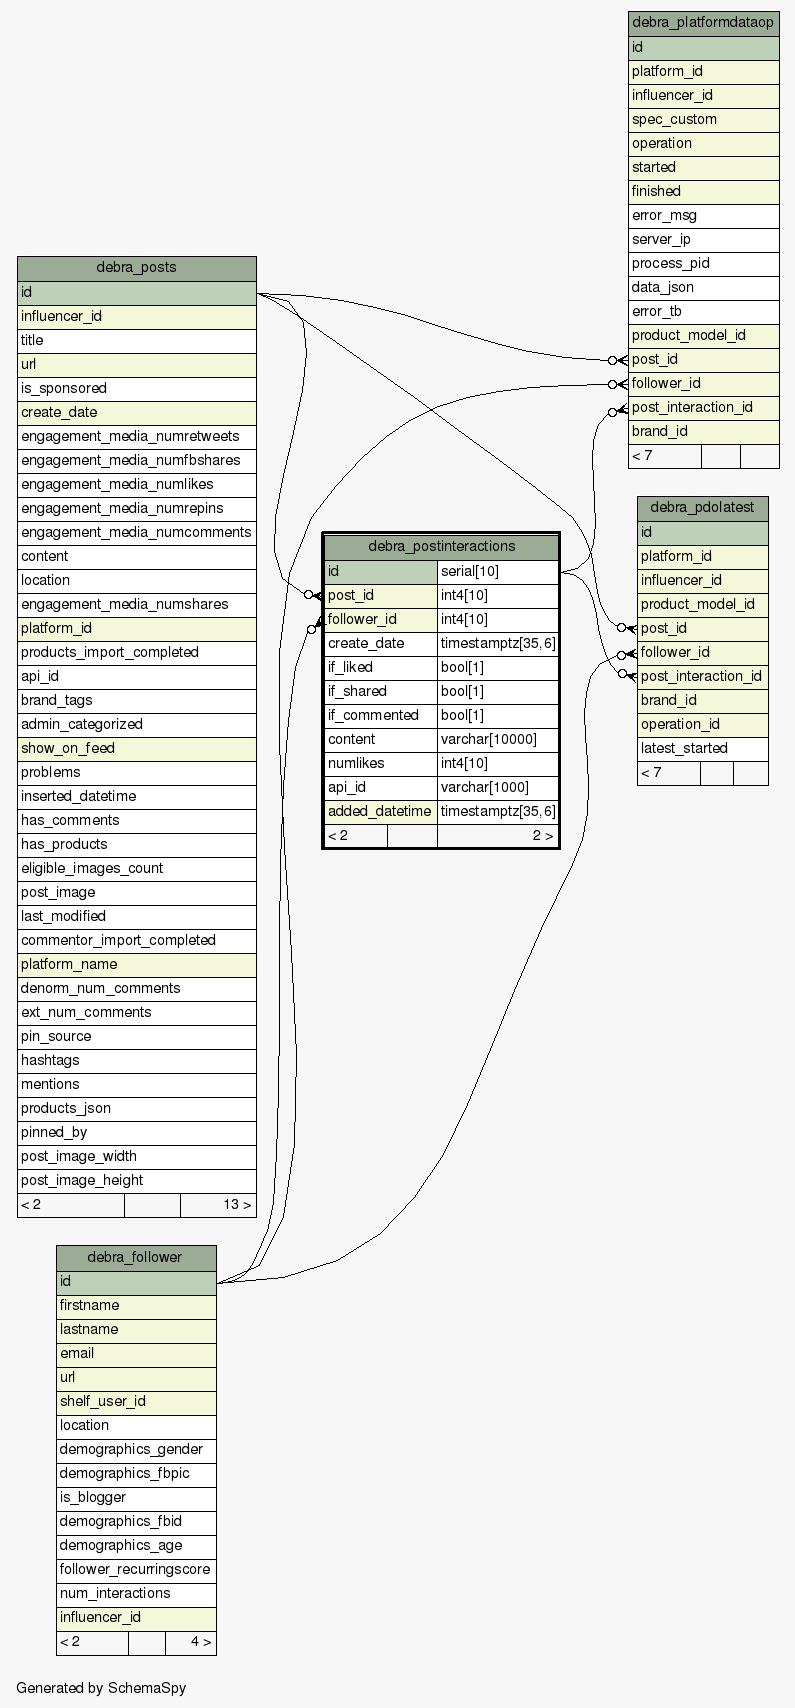 debra_platformdataop
id
platform_id
influencer_id
spec_custom
operation
started
finished
error_msg
server_ip
process_pid
data_json
error_tb
product_model_id
post_id
follower_id
post_interaction_id
brand_id
< 7
debra_posts
id
influencer_id
title
url
is_sponsored
create_date
engagement_media_numretweets
engagement_media_numfbshares
engagement_media_numlikes
engagement_media_numrepins
engagement_media_numcomments
content
location
engagement_media_numshares
platform_id
products_import_completed
api_id
brand_tags
admin_categorized
show_on_feed
problems
inserted_datetime
has_comments
has_products
eligible_images_count
post_image
last_modified
commentor_import_completed
platform_name
denorm_num_comments
ext_num_comments
pin_source
hashtags
mentions
products_json
pinned_by
post_image_width
post_image_height
< 2 13 >
debra_postinteractions
id serial[10]
post_id int4[10]
follower_id int4[10]
create_date timestamptz[35,6]
if_liked bool[1]
if_shared bool[1]
if_commented bool[1]
content varchar[10000]
numlikes int4[10]
api_id varchar[1000]
added_datetime timestamptz[35,6]
< 2 2 >
debra_pdolatest
id
platform_id
influencer_id
product_model_id
post_id
follower_id
post_interaction_id
brand_id
operation_id
latest_started
< 7
debra_follower
id
firstname
lastname
email
url
shelf_user_id
location
demographics_gender
demographics_fbpic
is_blogger
demographics_fbid
demographics_age
follower_recurringscore
num_interactions
influencer_id
< 2 4 >
Generated by SchemaSpy